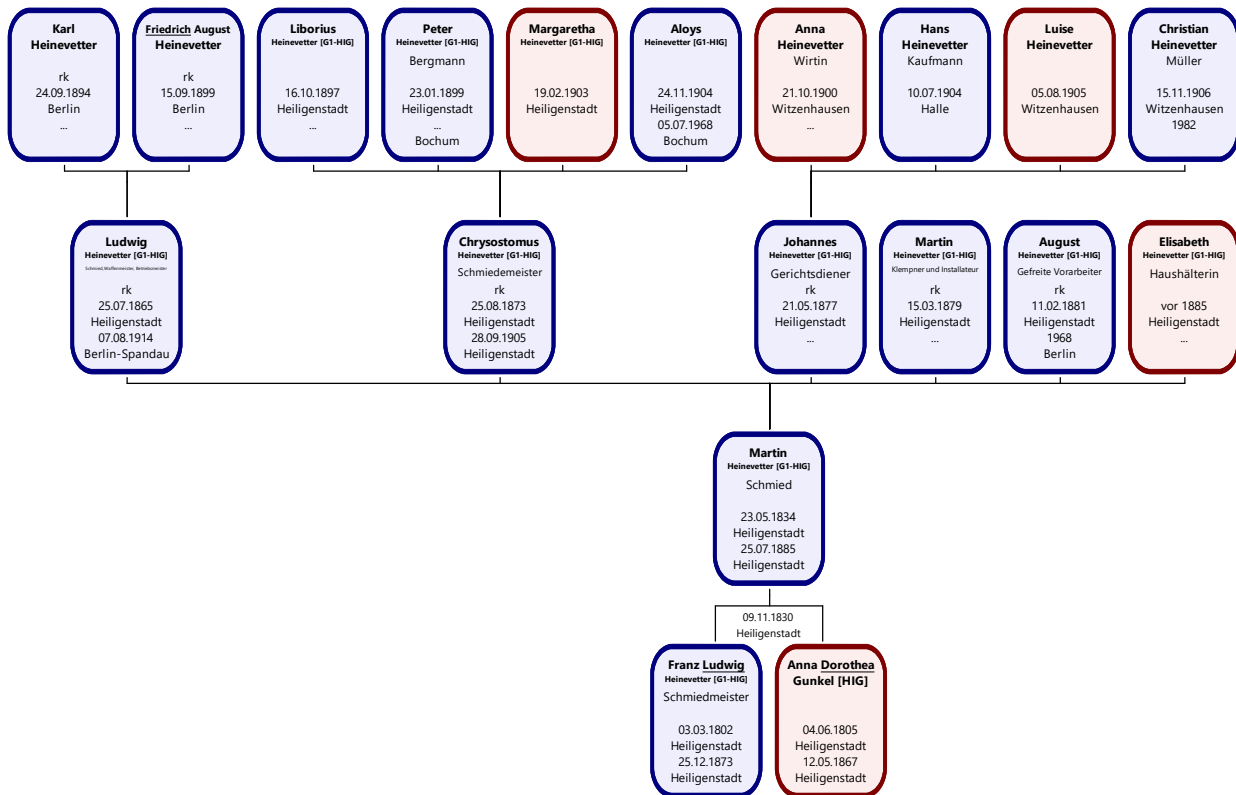 Karl
Heinevetter
rk
24.09.1894
Berlin
...
Friedrich August
Heinevetter
rk
15.09.1899
Berlin
...
Liborius
Heinevetter [G1-HIG]
16.10.1897
Heiligenstadt
...
Peter
Heinevetter [G1-HIG]
Bergmann
23.01.1899
Heiligenstadt
...
Bochum
Margaretha
Heinevetter [G1-HIG]
19.02.1903
Heiligenstadt
Aloys
Heinevetter [G1-HIG]
24.11.1904
Heiligenstadt
05.07.1968
Bochum
Anna
Heinevetter
Wirtin
21.10.1900
Witzenhausen
...
Hans
Heinevetter
Kaufmann
10.07.1904
Halle
Luise
Heinevetter
05.08.1905
Witzenhausen
Christian
Heinevetter
Müller
15.11.1906
Witzenhausen
1982
Ludwig
Heinevetter [G1-HIG]
Schmied, Waffenmeister, Betriebsmeister
rk
25.07.1865
Heiligenstadt
07.08.1914
Berlin-Spandau
Chrysostomus
Heinevetter [G1-HIG]
Schmiedemeister
rk
25.08.1873
Heiligenstadt
28.09.1905
Heiligenstadt
Johannes
Heinevetter [G1-HIG]
Gerichtsdiener
rk
21.05.1877
Heiligenstadt
...
Martin
Heinevetter [G1-HIG]
Klempner und Installateur
rk
15.03.1879
Heiligenstadt
...
August
Heinevetter [G1-HIG]
Gefreite Vorarbeiter
rk
11.02.1881
Heiligenstadt
1968
Berlin
Elisabeth
Heinevetter [G1-HIG]
Haushälterin
vor 1885
Heiligenstadt
...
Martin
Heinevetter [G1-HIG]
Schmied
23.05.1834
Heiligenstadt
25.07.1885
Heiligenstadt
09.11.1830
Heiligenstadt
Franz Ludwig
Heinevetter [G1-HIG]
Schmiedmeister
03.03.1802
Heiligenstadt
25.12.1873
Heiligenstadt
Anna Dorothea
Gunkel [HIG]
04.06.1805
Heiligenstadt
12.05.1867
Heiligenstadt